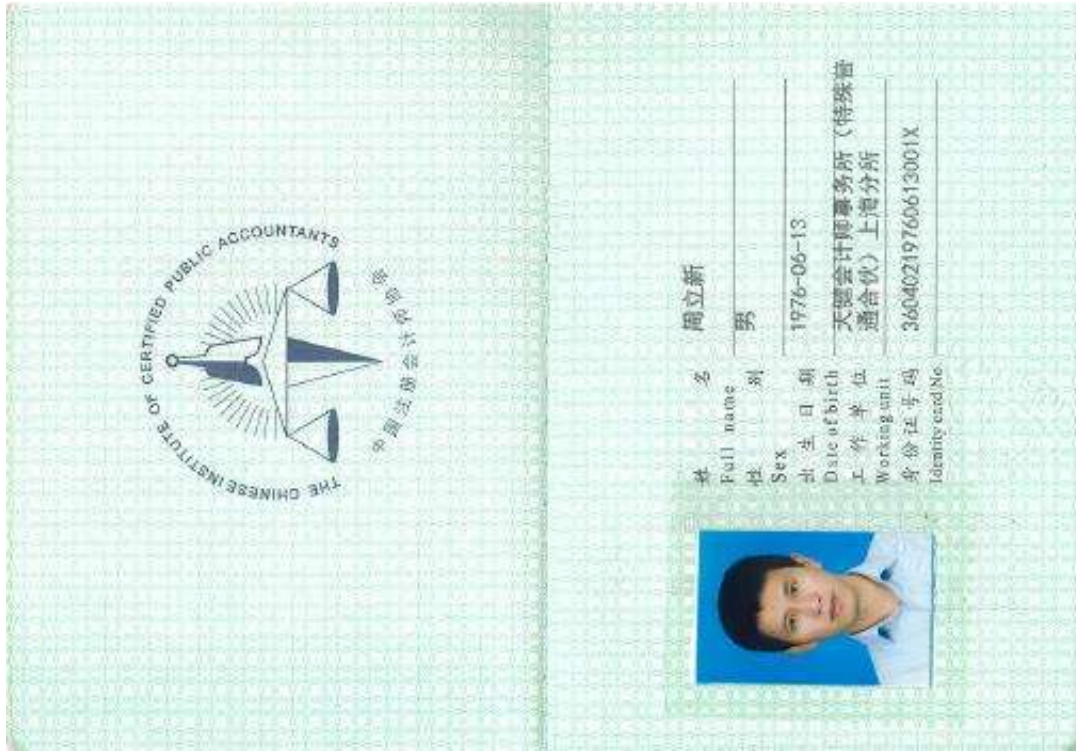 THE CHINESE INSTITUTE OF CERTIFIED PUBLIC ACCOUNTANTS
中国注册会计师协会
姓 名 周立新
Full name
性 别 男
Sex
出生日期 1976-06-13
Date of birth
工作单位 天健会计师事务所（特殊普
Working unit 通合伙）上海分所
身份证号码 36040219760613001X
Identity card No.